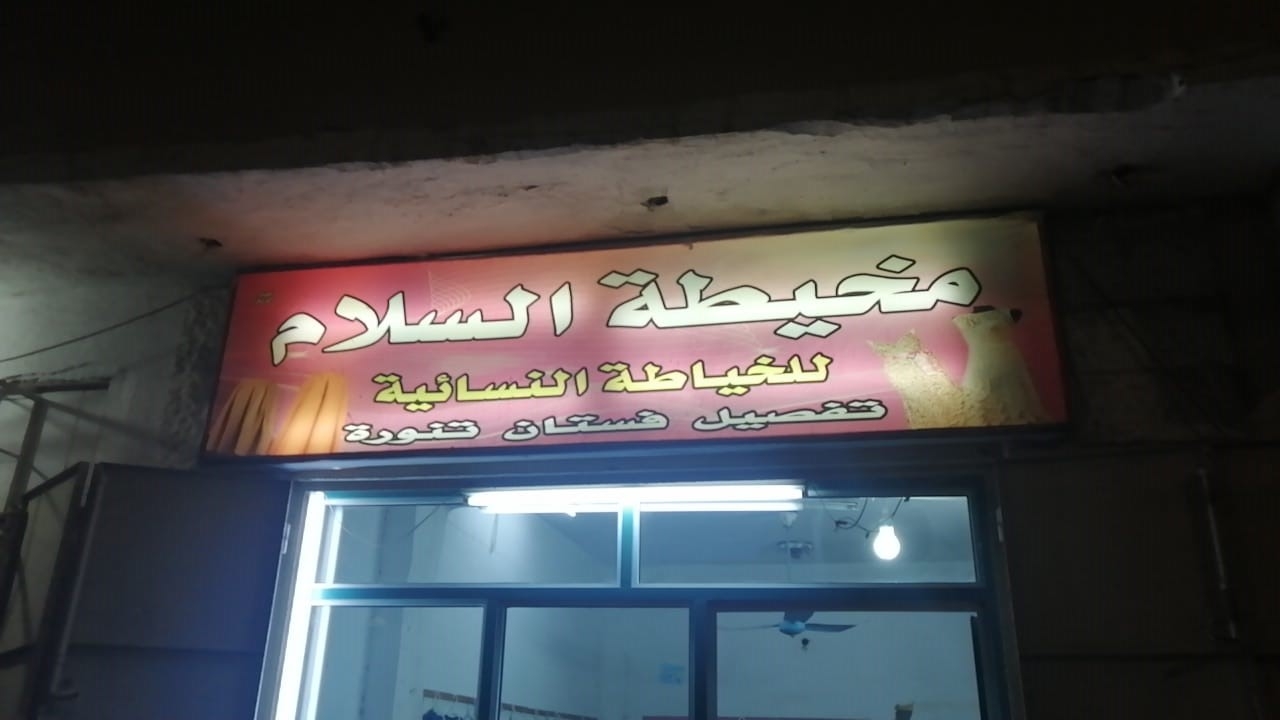 مخيطة السلام
للخياطة النسائية
تفصيل فستان تنورة